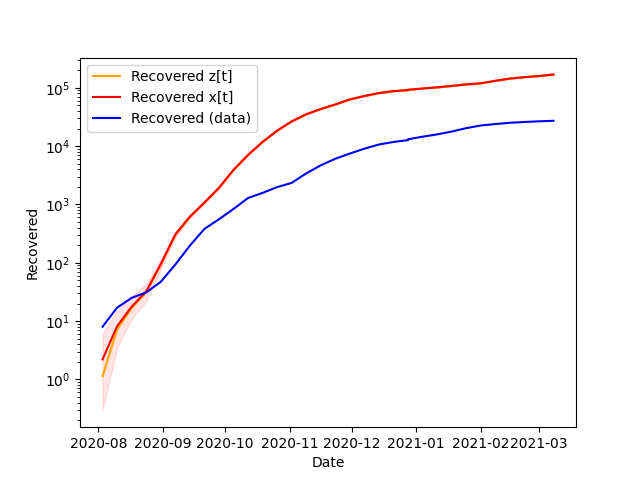 Recovered z[t]
Recovered x[t]
Recovered (data)
10^5
10^4
10^3
10^2
10^1
10^0
Recovered
2020-08 2020-09 2020-10 2020-11 2020-12 2021-01 2021-02 2021-03
Date